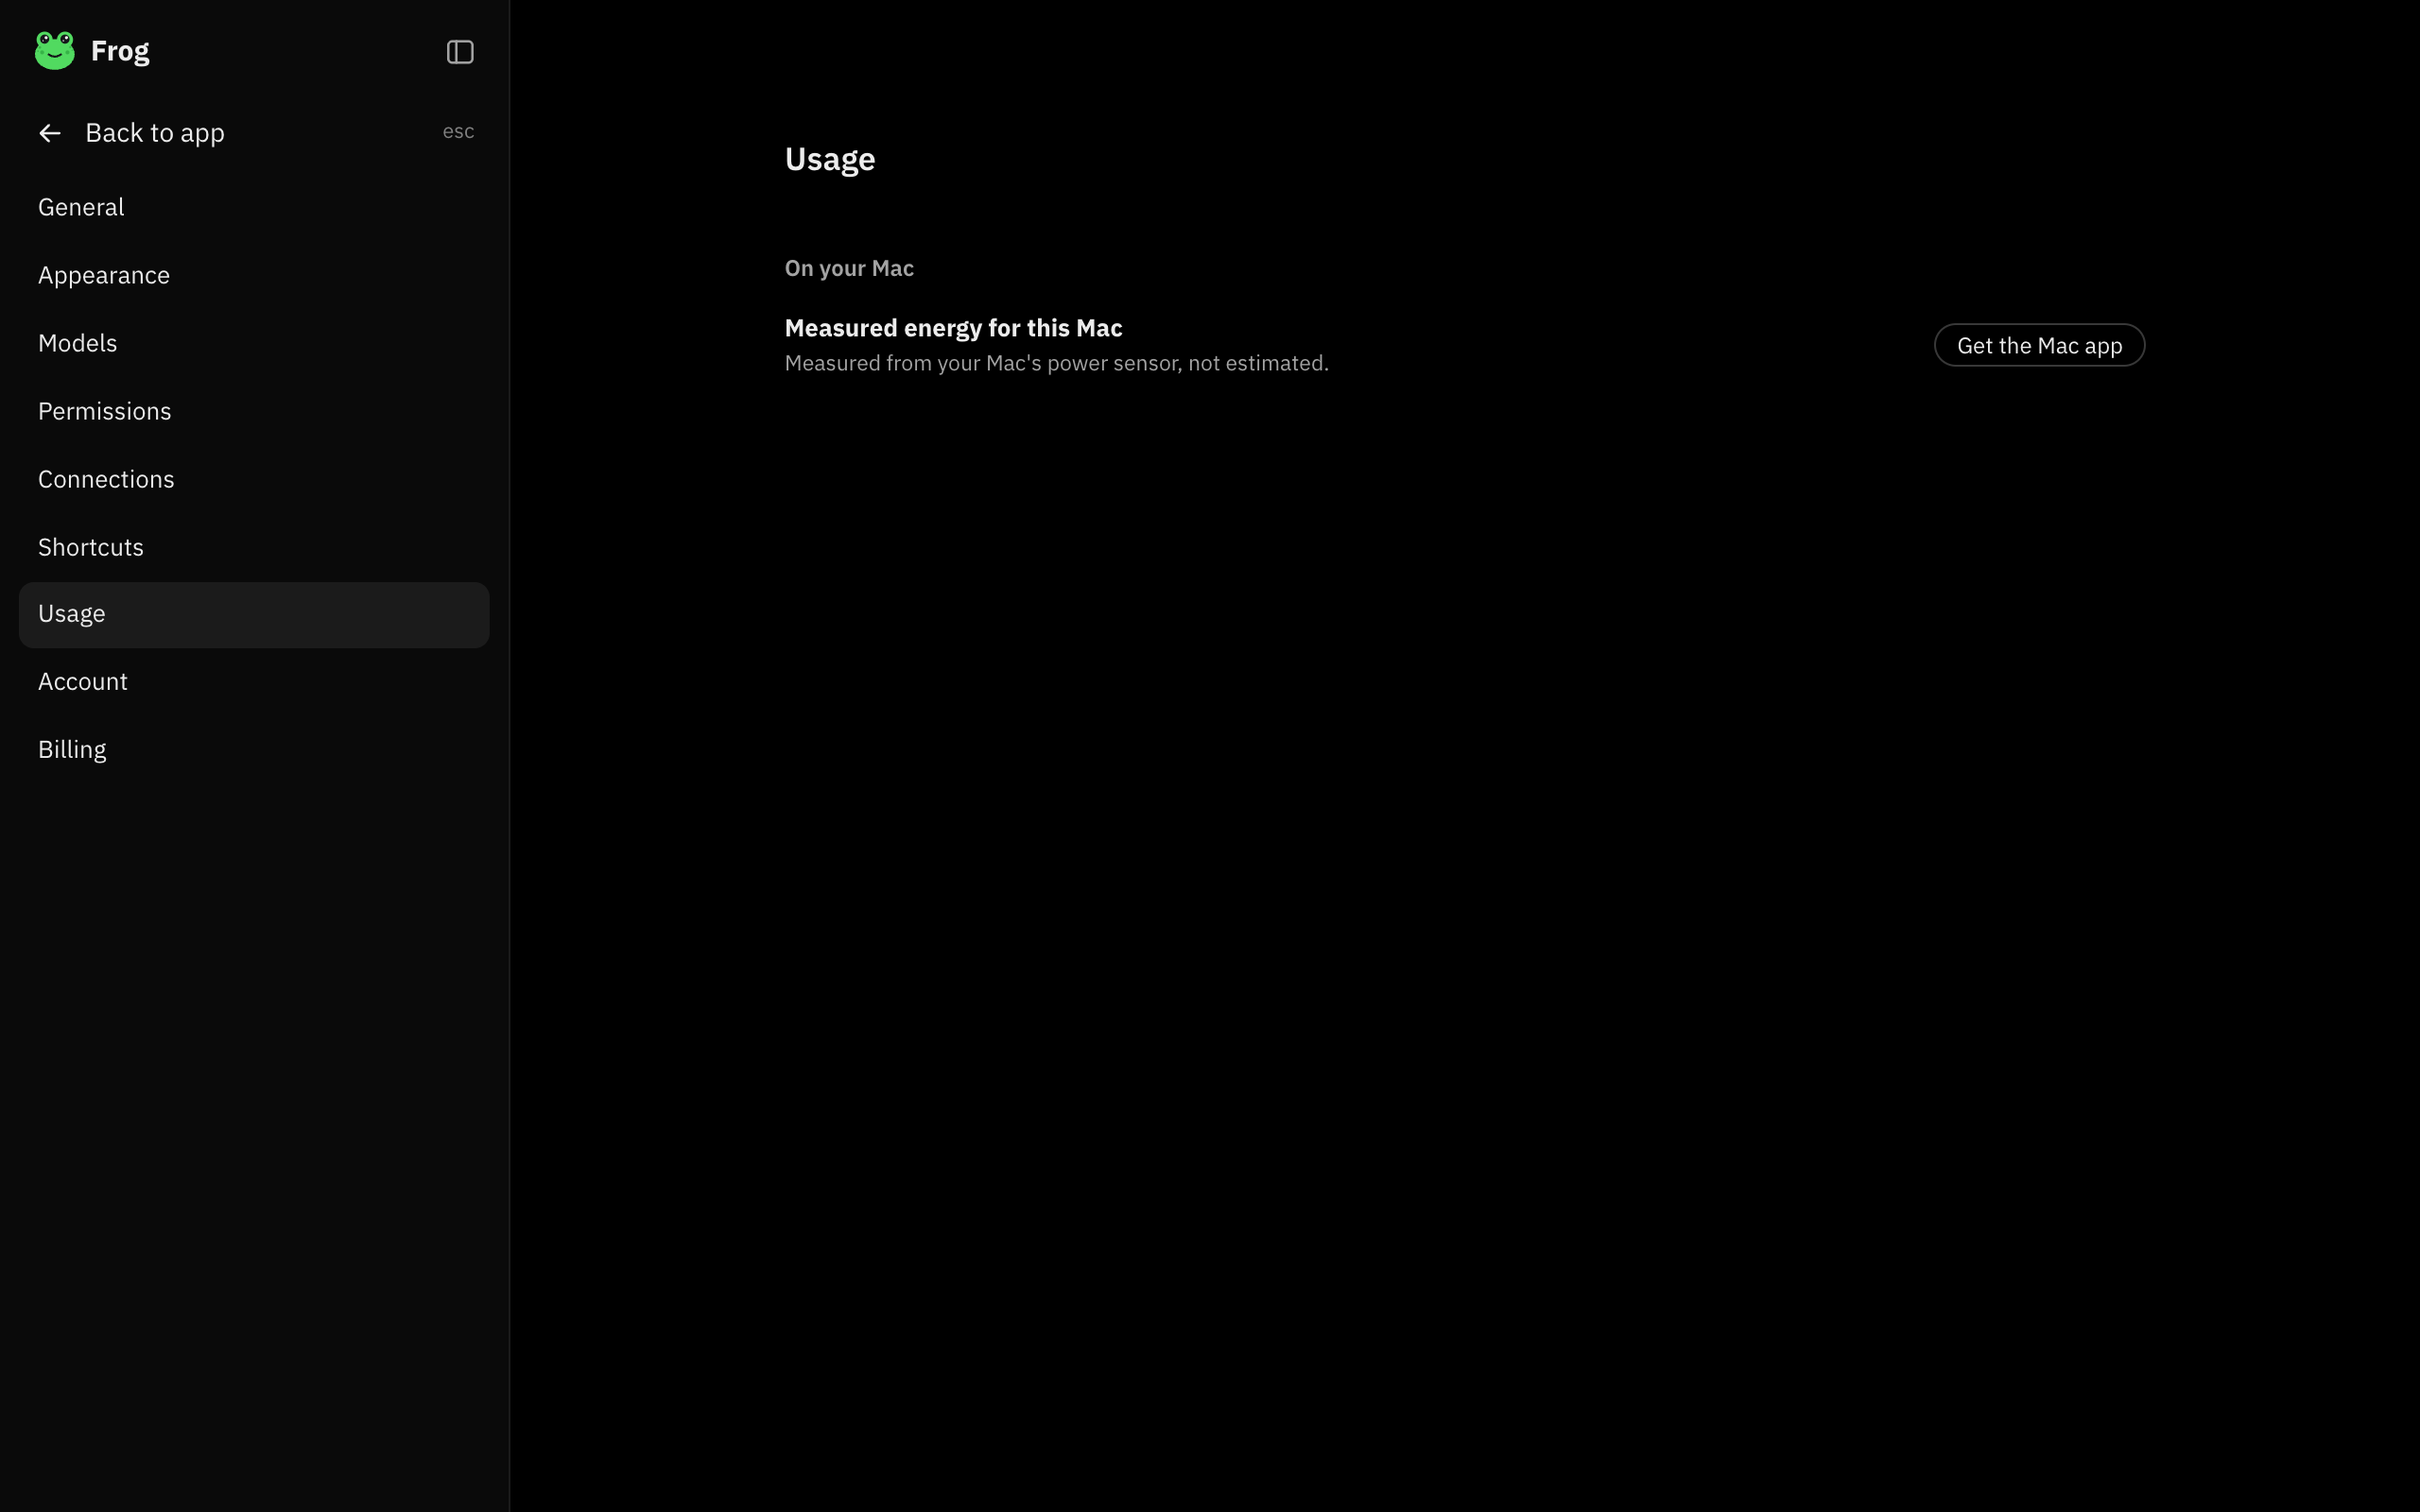 Frog
Back to app
esc
General
Appearance
Models
Permissions
Connections
Shortcuts
Usage
Account
Billing
Usage
On your Mac
Measured energy for this Mac
Measured from your Mac's power sensor, not estimated.
Get the Mac app